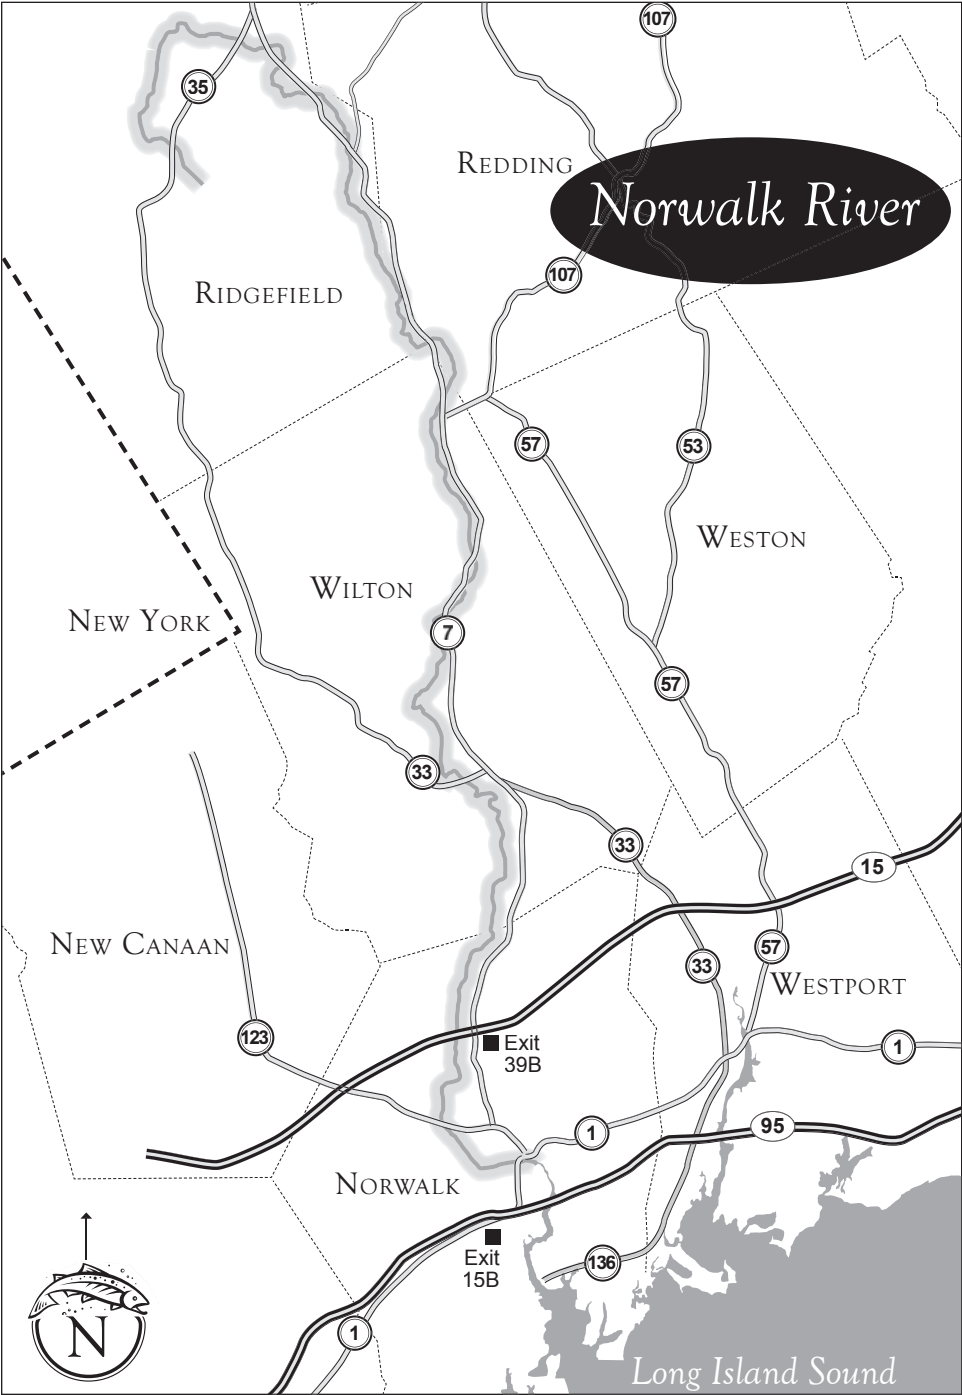 107
35
REDDING
Norwalk River
107
RIDGEFIELD
57
53
WESTON
WILTON
NEW YORK
7
57
33
33
15
NEW CANAAN
57
33
WESTPORT
123
Exit
39B
1
1
95
NORWALK
Exit
15B
136
N
1
Long Island Sound